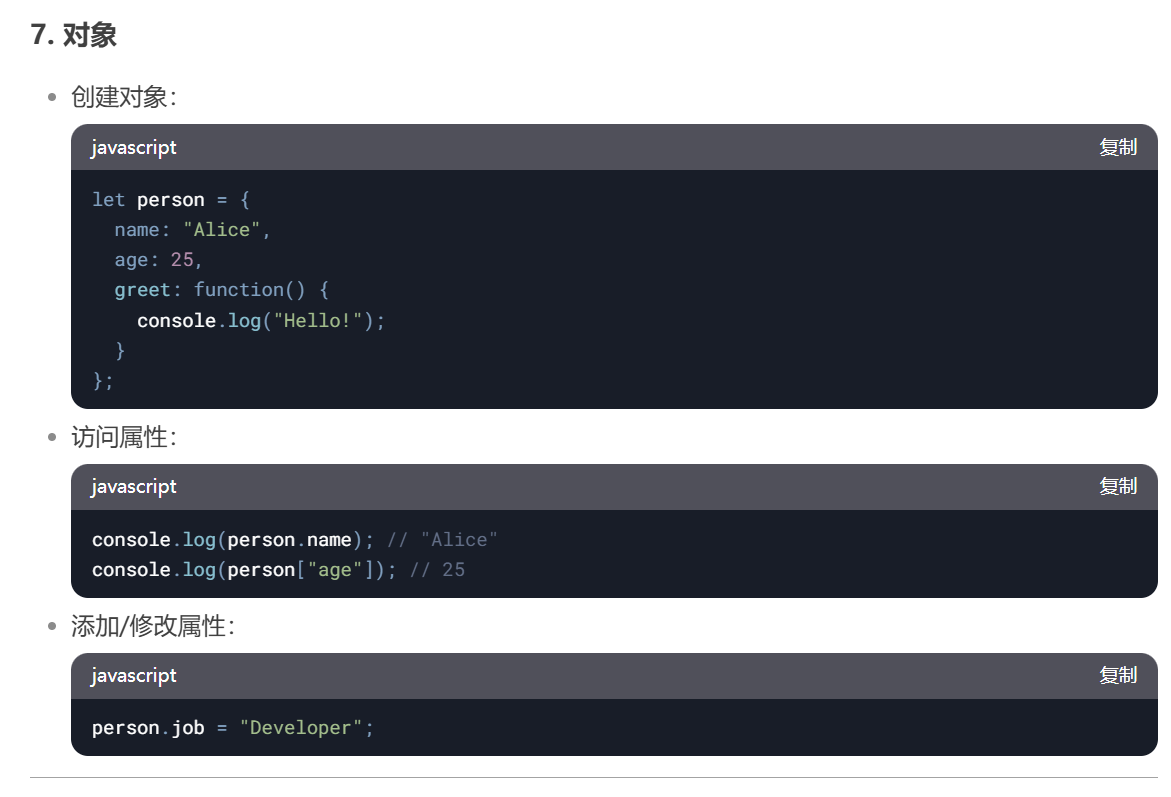 7. 对象
创建对象：
javascript 复制
let person = {
  name: "Alice",
  age: 25,
  greet: function() {
    console.log("Hello!");
  }
};
访问属性：
javascript 复制
console.log(person.name); // "Alice"
console.log(person["age"]); // 25
添加/修改属性：
javascript 复制
person.job = "Developer";